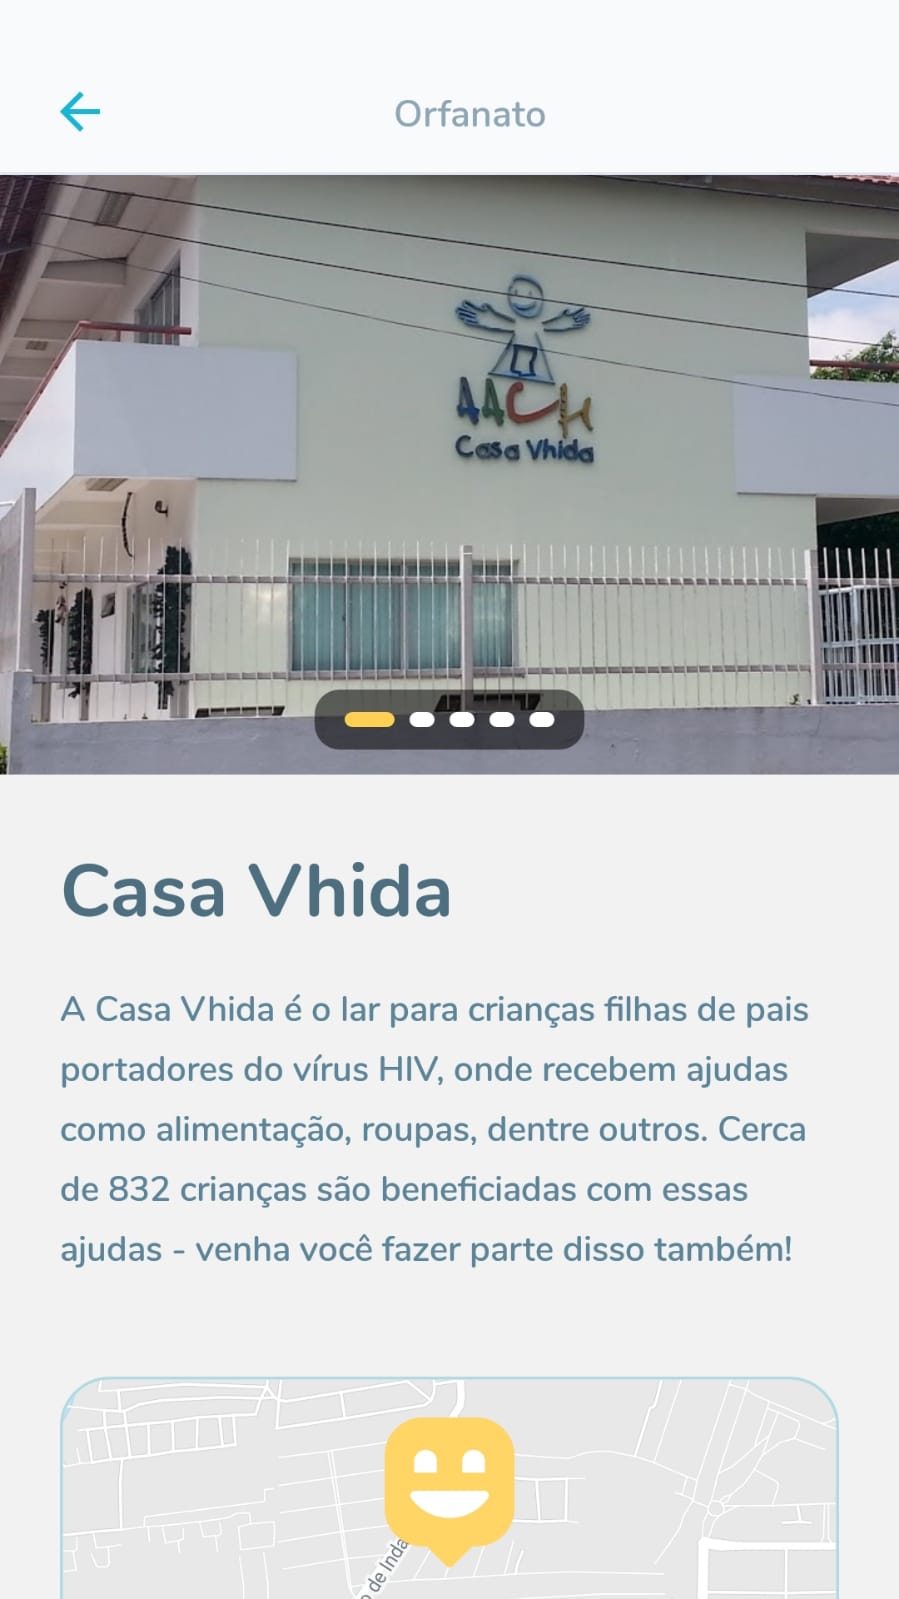 Orfanato
AACH
Casa Vhida
Casa Vhida
A Casa Vhida é o lar para crianças filhas de pais
portadores do vírus HIV, onde recebem ajudas
como alimentação, roupas, dentre outros. Cerca
de 832 crianças são beneficiadas com essas
ajudas - venha você fazer parte disso também!
de Inda